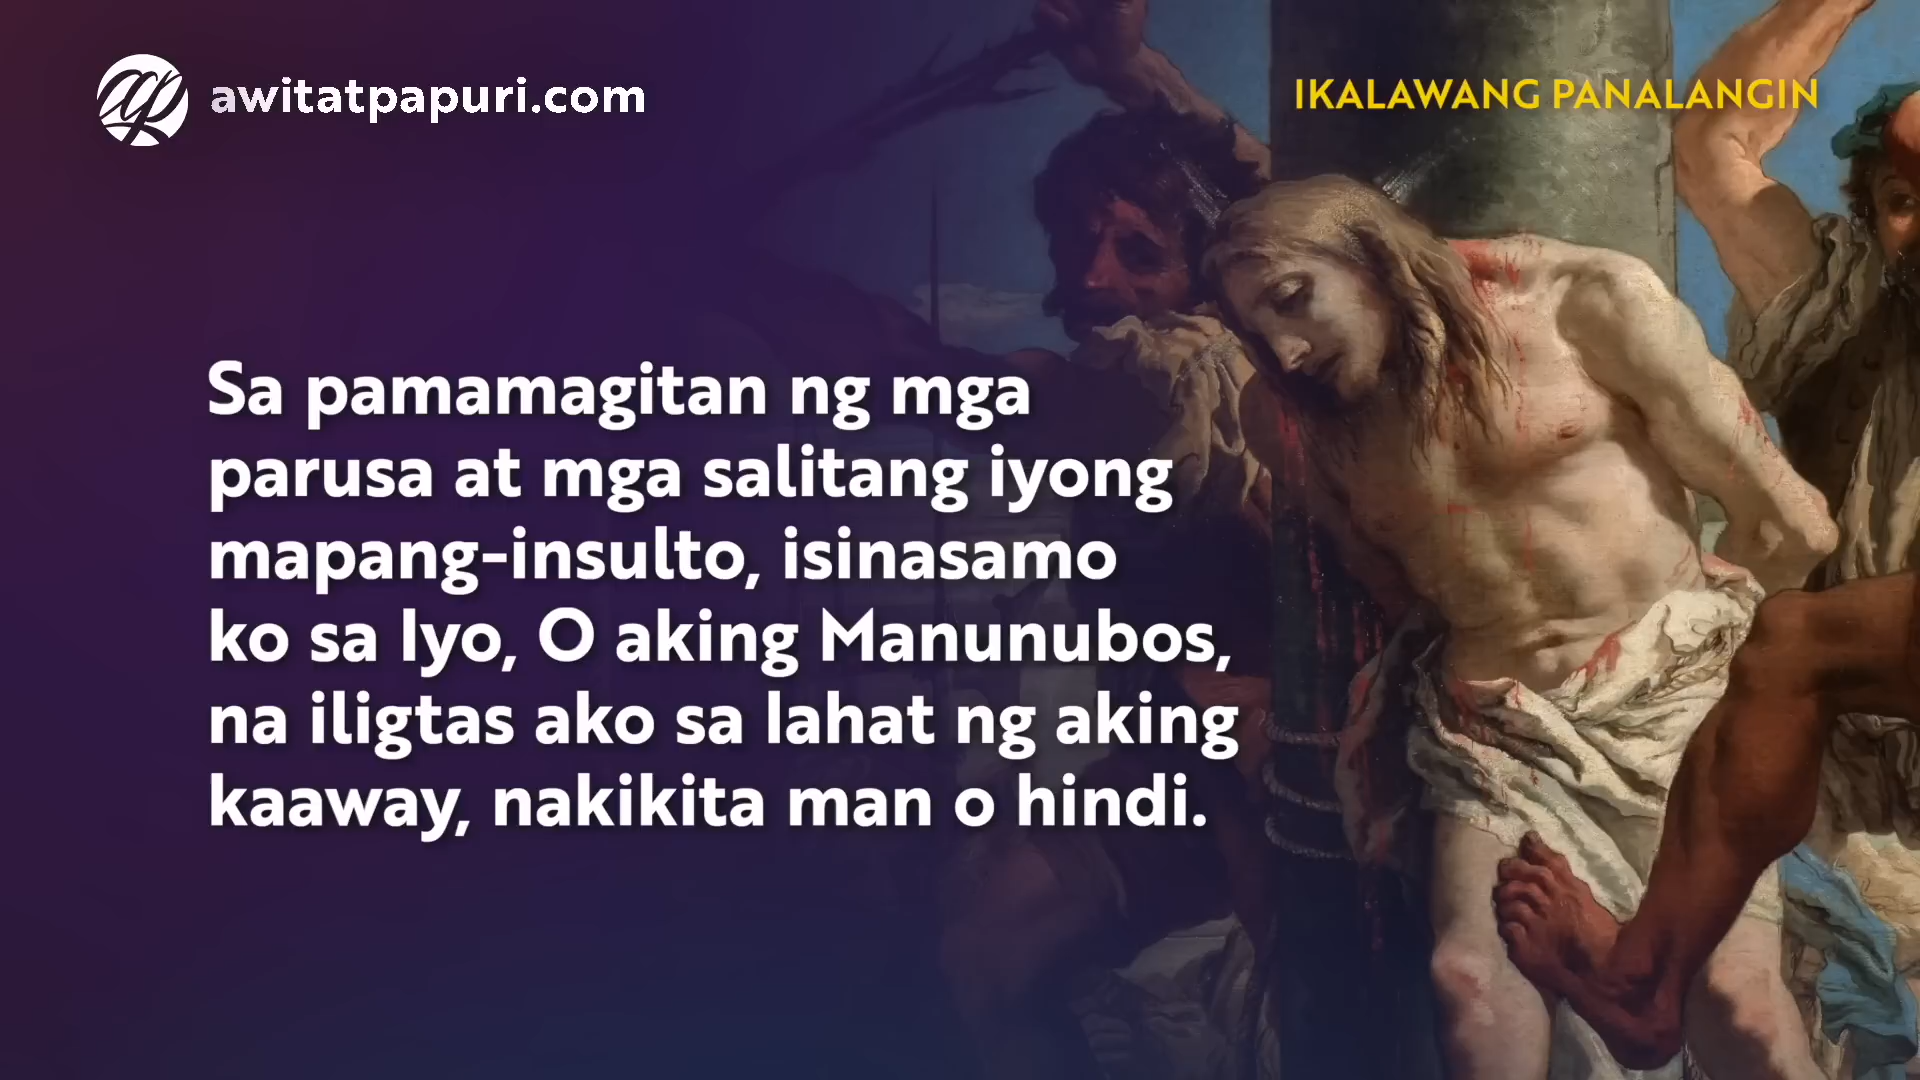 awitatpapuri.com
IKALAWANG PANALANGIN
Sa pamamagitan ng mga
parusa at mga salitang iyong
mapang-insulto, isinasamo
ko sa Iyo, O aking Manunubos,
na iligtas ako sa lahat ng aking
kaaway, nakikita man o hindi.